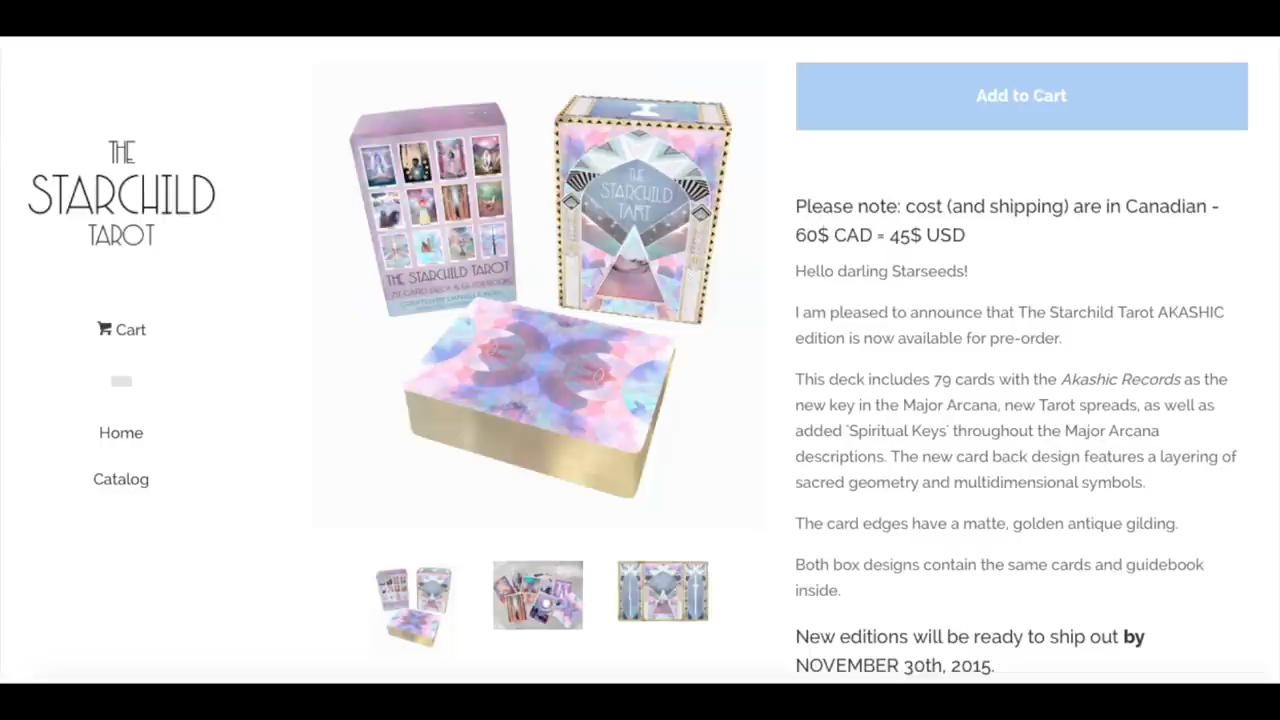 THE
STARCHILD
TAROT
Cart
Home
Catalog
THE STARCHILD TAROT
THE
STARCHILD
TAROT
Add to Cart
Please note: cost (and shipping) are in Canadian -
60$ CAD = 45$ USD
Hello darling Starseeds!
I am pleased to announce that The Starchild Tarot AKASHIC
edition is now available for pre-order.
This deck includes 79 cards with the Akashic Records as the
new key in the Major Arcana, new Tarot spreads, as well as
added `Spiritual Keys` throughout the Major Arcana
descriptions. The new card back design features a layering of
sacred geometry and multidimensional symbols.
The card edges have a matte, golden antique gilding.
Both box designs contain the same cards and guidebook
inside.
New editions will be ready to ship out by
NOVEMBER 30th, 2015.